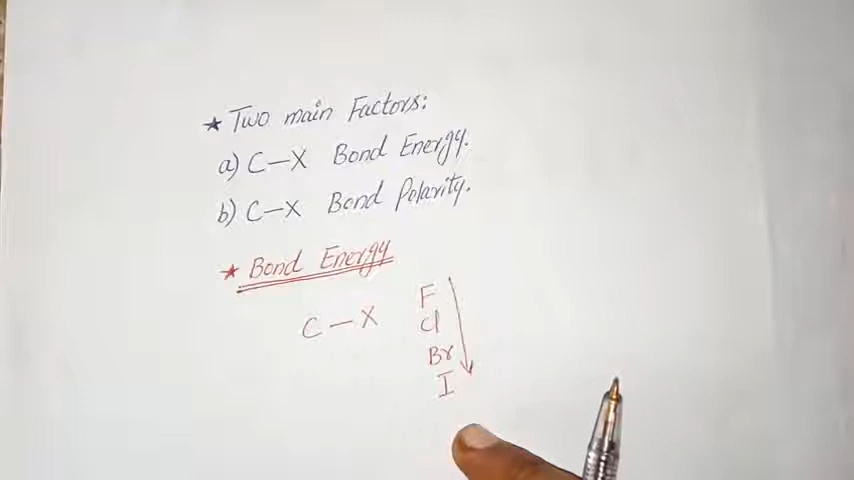 ★ Two main Factors:
a) C—X Bond Energy.
b) C—X Bond Polarity.
★ Bond Energy
C—X
F
Cl
Br
I